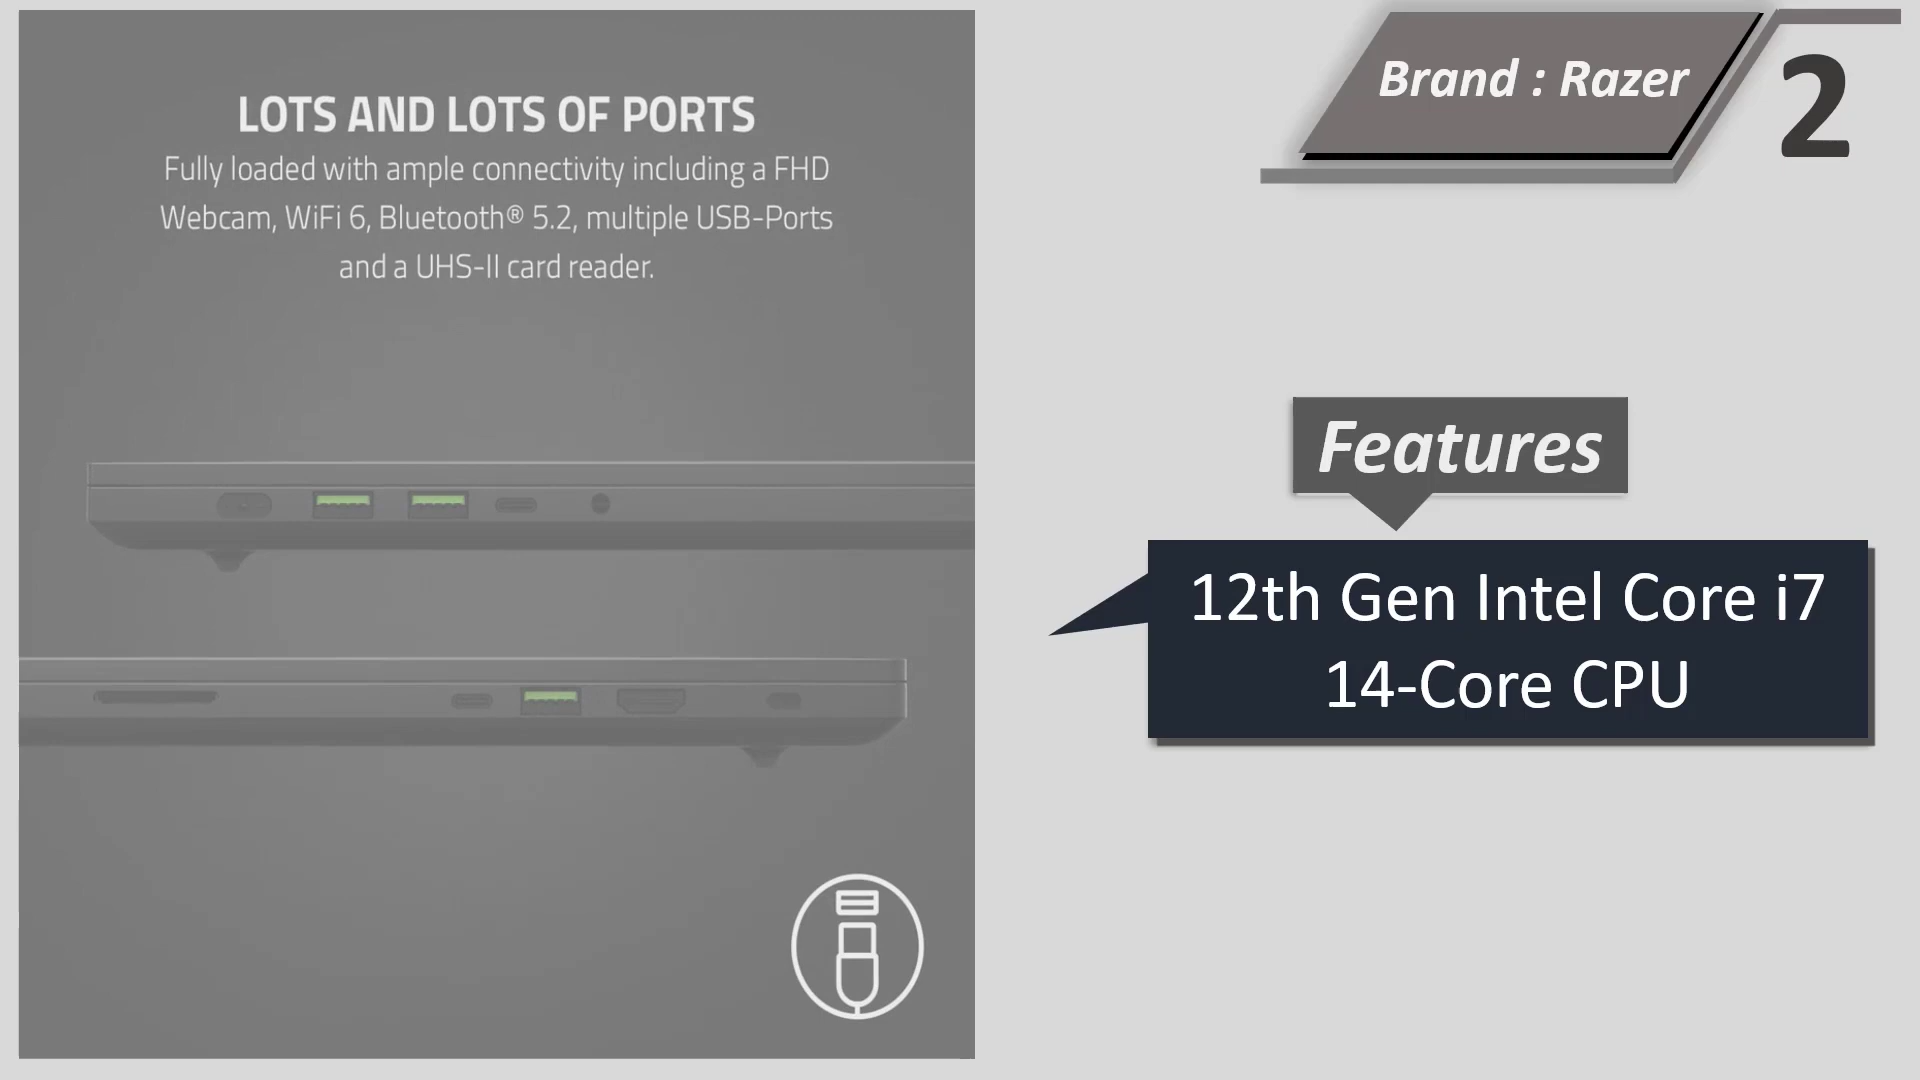 LOTS AND LOTS OF PORTS
Fully loaded with ample connectivity including a FHD
Webcam, WiFi 6, Bluetooth® 5.2, multiple USB-Ports
and a UHS-II card reader.
Brand : Razer
2
Features
12th Gen Intel Core i7
14-Core CPU